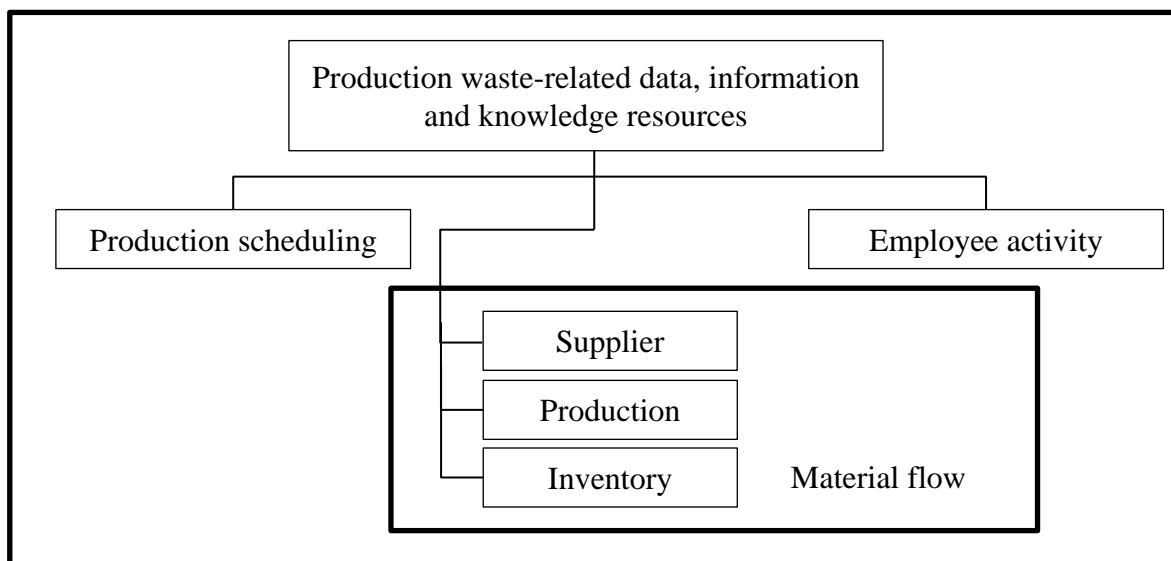 Production waste-related data, information
and knowledge resources
Production scheduling
Employee activity
Supplier
Production
Inventory
Material flow